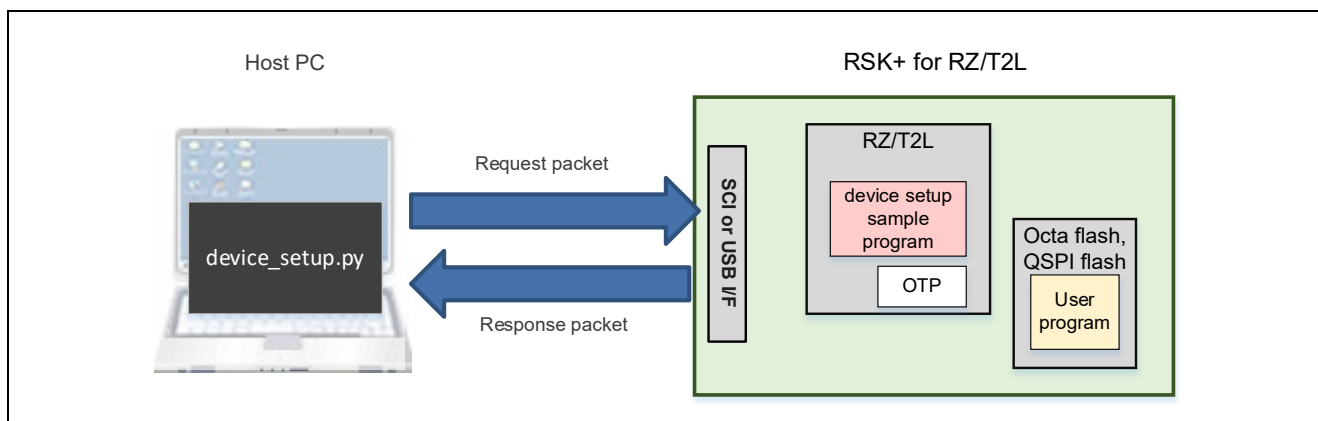 Host PC
RSK+ for RZ/T2L
device_setup.py
Request packet
Response packet
SCI or USB I/F
RZ/T2L
device setup
sample
program
OTP
Octa flash,
QSPI flash
User
program